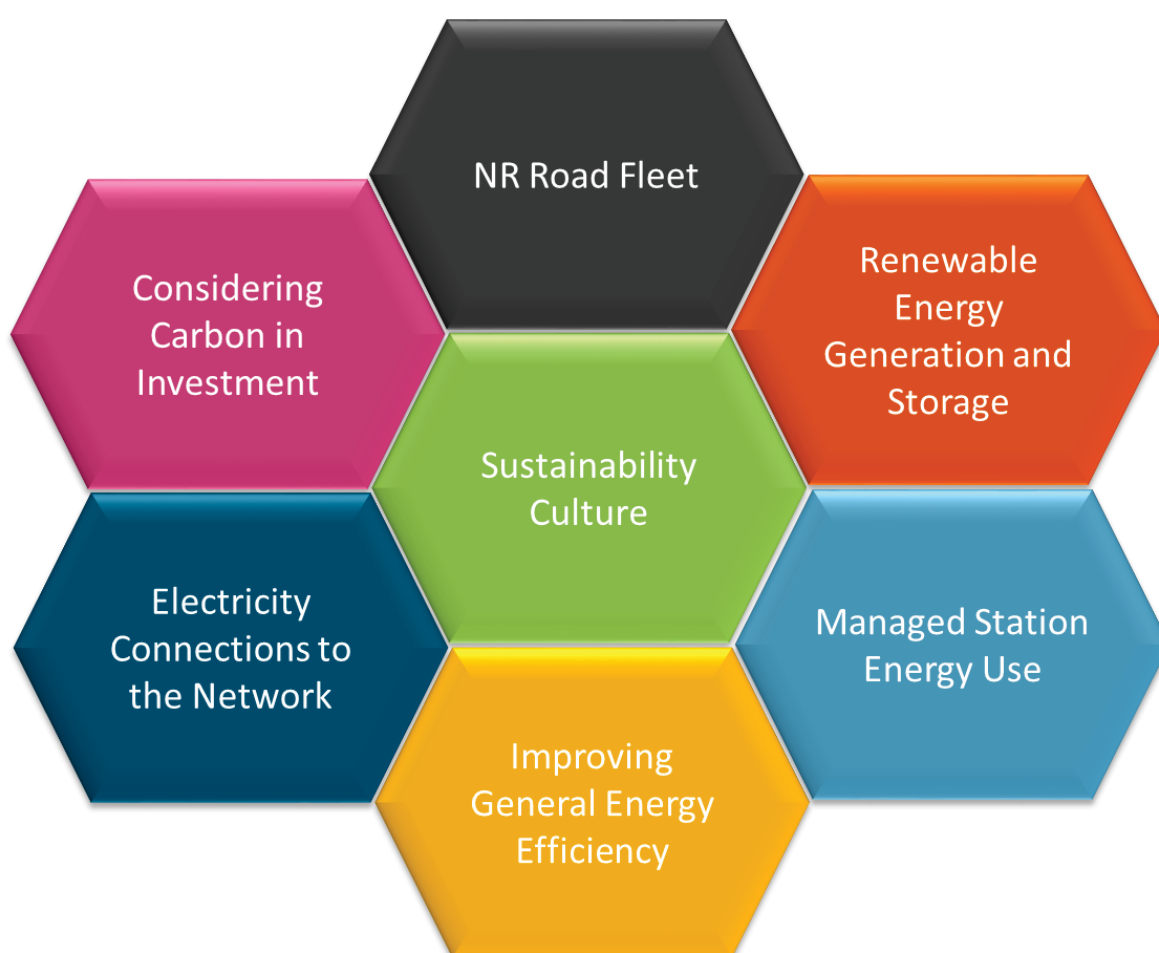 NR Road Fleet
Considering
Carbon in
Investment
Renewable
Energy
Generation and
Storage
Sustainability
Culture
Electricity
Connections to
the Network
Managed Station
Energy Use
Improving
General Energy
Efficiency